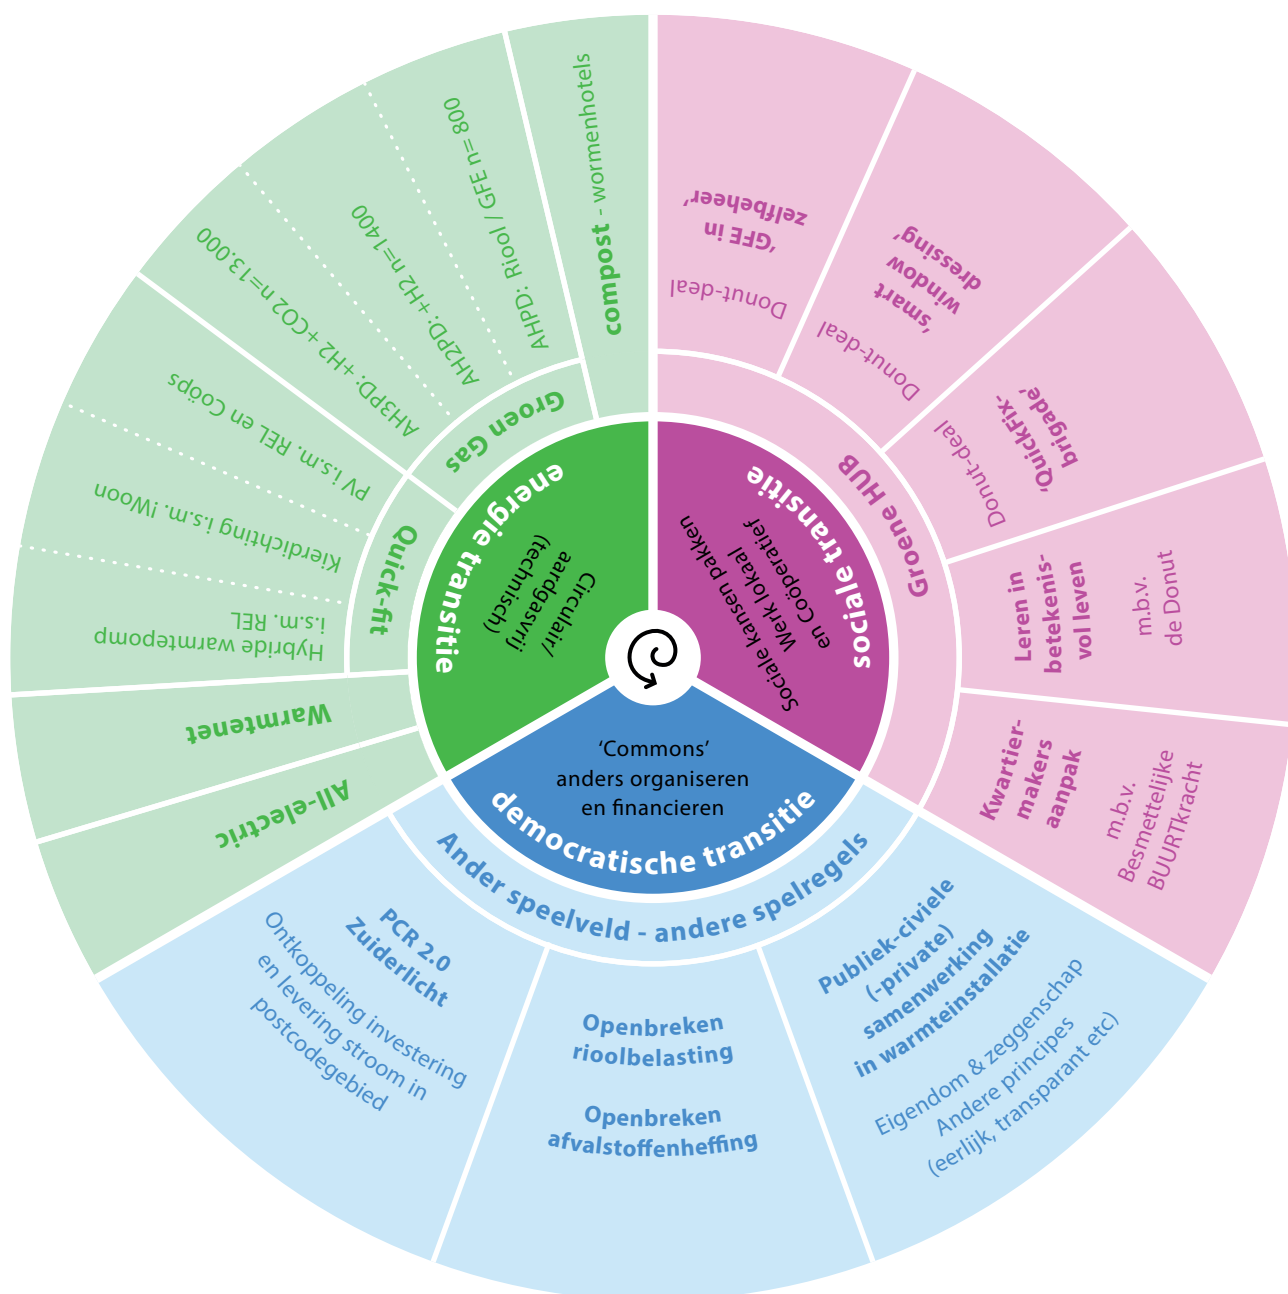 energie transitie
Circulair/
aardgasvrij
(technisch)
Groen Gas
compost - wormenhotels
AHPD: Riool / GFE n= 800
AH2PD: +H2 n=1400
AH3PD: +H2 +CO2 n=13.000
Quick-fit
PV i.s.m. REL en Coöps
Kierdichting i.s.m. !Woon
Hybride warmtepomp
i.s.m. REL
Warmtenet
All-electric
sociale transitie
Sociale kansen pakken
Werk lokaal
en Coöperatief
Groene HUB
‘GFE in
zelfbeheer’
Donut-deal
‘smart
window
dressing’
Donut-deal
‘QuickFix-
brigade’
Donut-deal
Leren in
betekenis-
vol leven
m.b.v.
de Donut
Kwartier-
makers
aanpak
m.b.v.
Besmettelijke
BUURTkracht
‘Commons’
anders organiseren
en financieren
democratische transitie
Ander speelveld - andere spelregels
PCR 2.0
Zuiderlicht
Ontkoppeling investering
en levering stroom in
postcodegebied
Openbreken
rioolbelasting
Openbreken
afvalstoffenheffing
Publiek-civiele
(-private)
samenwerking
in warmteinstallatie
Eigendom & zeggenschap
Andere principes
(eerlijk, transparant etc)